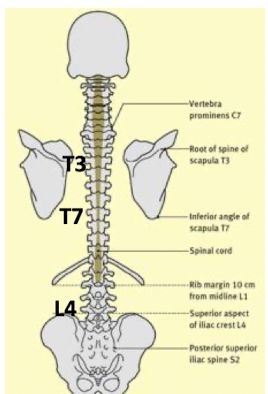 Vertebra
prominens C7
Root of spine of
scapula T3
T3
T7
Inferior angle of
scapula T7
Spinal cord
Rib margin 10 cm
from midline L1
L4
Superior aspect
of iliac crest L4
Posterior superior
iliac spine S2